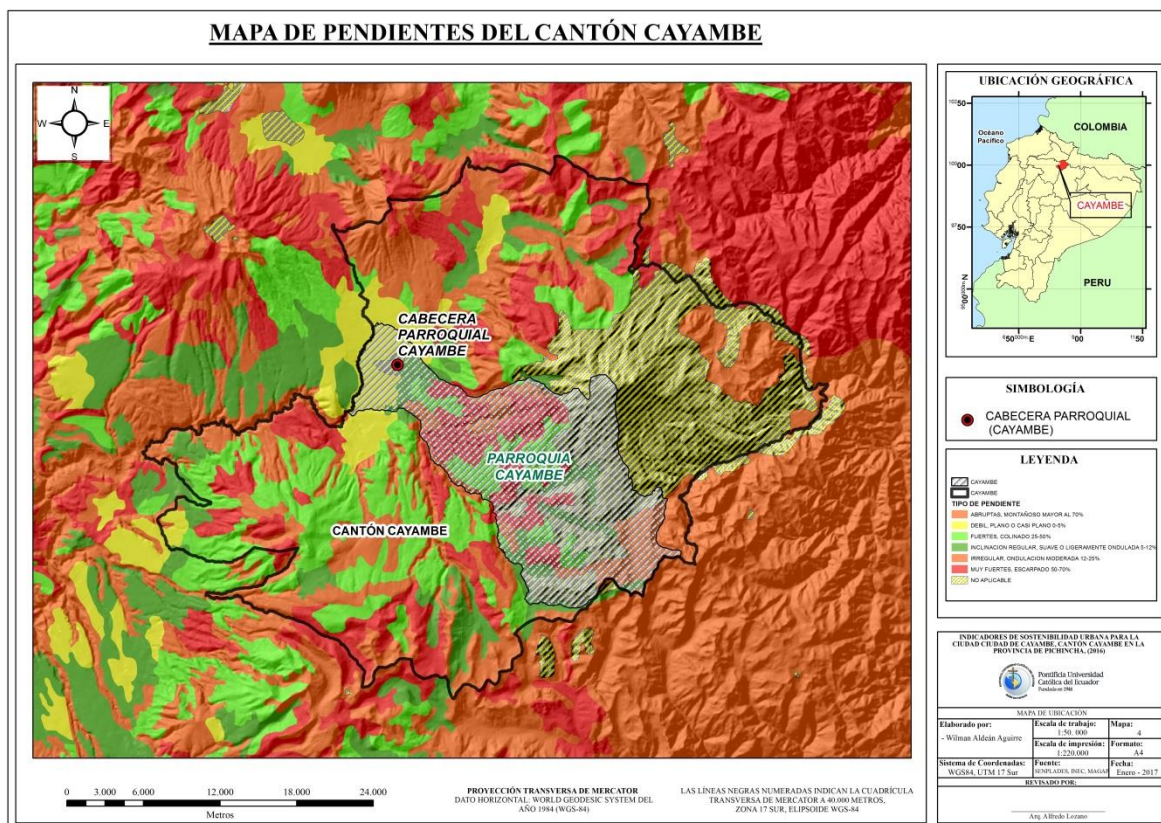 MAPA DE PENDIENTES DEL CANTÓN CAYAMBE
N
W E
S
CABECERA
PARROQUIAL
CAYAMBE
PARROQUIA
CAYAMBE
CANTÓN CAYAMBE
0 3.000 6.000 12.000 18.000 24.000
Metros
PROYECCIÓN TRANSVERSA DE MERCATOR
DATO HORIZONTAL: WORLD GEODESIC SYSTEM DEL
AÑO 1984 (WGS-84)
LAS LÍNEAS NEGRAS NUMERADAS INDICAN LA CUADRÍCULA
TRANSVERSA DE MERCATOR A 40.000 METROS,
ZONA 17 SUR, ELIPSOIDE WGS-84
UBICACIÓN GEOGRÁFICA
COLOMBIA
Océano
Pacífico
CAYAMBE
PERU
SIMBOLOGÍA
CABECERA PARROQUIAL
(CAYAMBE)
LEYENDA
CAYAMBE
CAYAMBE
TIPO DE PENDIENTE
ABRUPTAS, MONTAÑOSO MAYOR AL 70%
DEBIL, PLANO O CASI PLANO 0-5%
FUERTES, COLINADO 25-50%
INCLINACION REGULAR, SUAVE O LIGERAMENTE ONDULADA 5-12%
IRREGULAR, ONDULACION MODERADA 12-25%
MUY FUERTES, ESCARPADO 50-70%
NO APLICABLE
INDICADORES DE SOSTENIBILIDAD URBANA PARA LA
CIUDAD CIUDAD DE CAYAMBE, CANTÓN CAYAMBE EN LA
PROVINCIA DE PICHINCHA, (2016)
Pontificia Universidad
Católica del Ecuador
Fundada en 1946
MAPA DE UBICACIÓN
Elaborado por: Escala de trabajo: Mapa:
- Wilman Aldeán Aguirre 1:50. 000 4
Escala de impresión: Formato:
1:220.000 A4
Sistema de Coordenadas: Fuente: Fecha:
WGS84, UTM 17 Sur SENPLADES, INEC, MAGAP Enero - 2017
REVISADO POR:
Arq. Alfredo Lozano